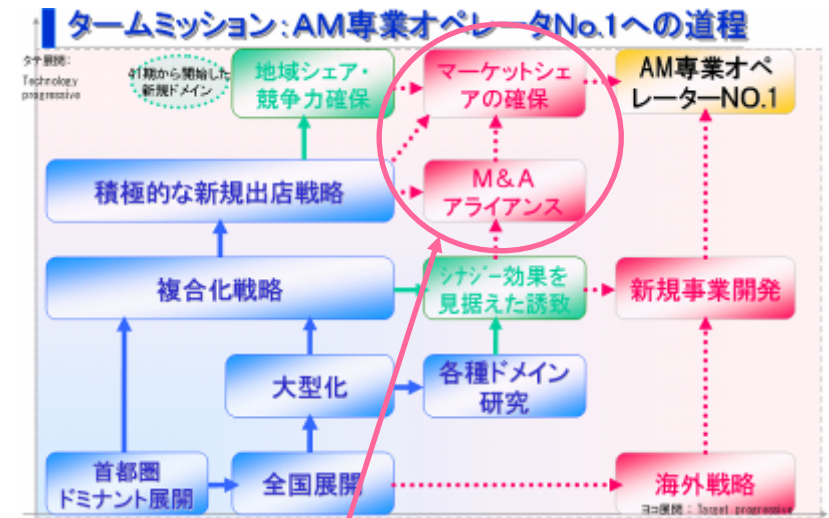 タームミッション：ＡＭ専業オペレータNo.1への道程
タテ展開：
Technology
progressive
41期から開始した
新規ドメイン
地域シェア・
競争力確保
マーケットシェ
アの確保
AM専業オペ
レーターNO.1
積極的な新規出店戦略
Ｍ＆Ａ
アライアンス
複合化戦略
シナジー効果を
見据えた誘致
新規事業開発
大型化
各種ドメイン
研究
首都圏
ドミナント展開
全国展開
海外戦略
ヨコ展開：Target progressive